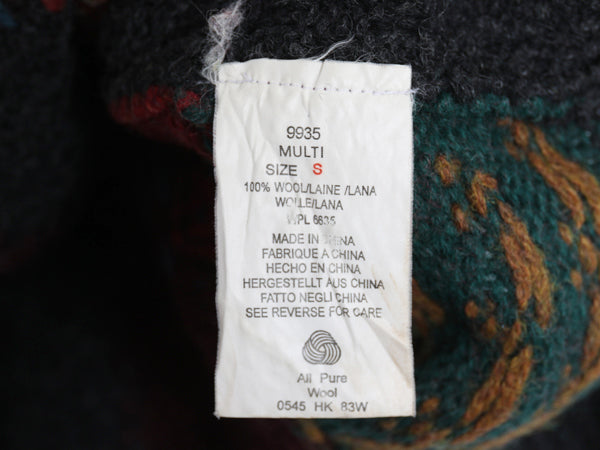 9935
MULTI
SIZE S
100% WOOL/LAINE /LANA
WOLLE/LANA
WPL 6635
MADE IN CHINA
FABRIQUE A CHINA
HECHO EN CHINA
HERGESTELLT AUS CHINA
FATTO NEGLI CHINA
SEE REVERSE FOR CARE
All Pure
Wool
0545 HK 83W